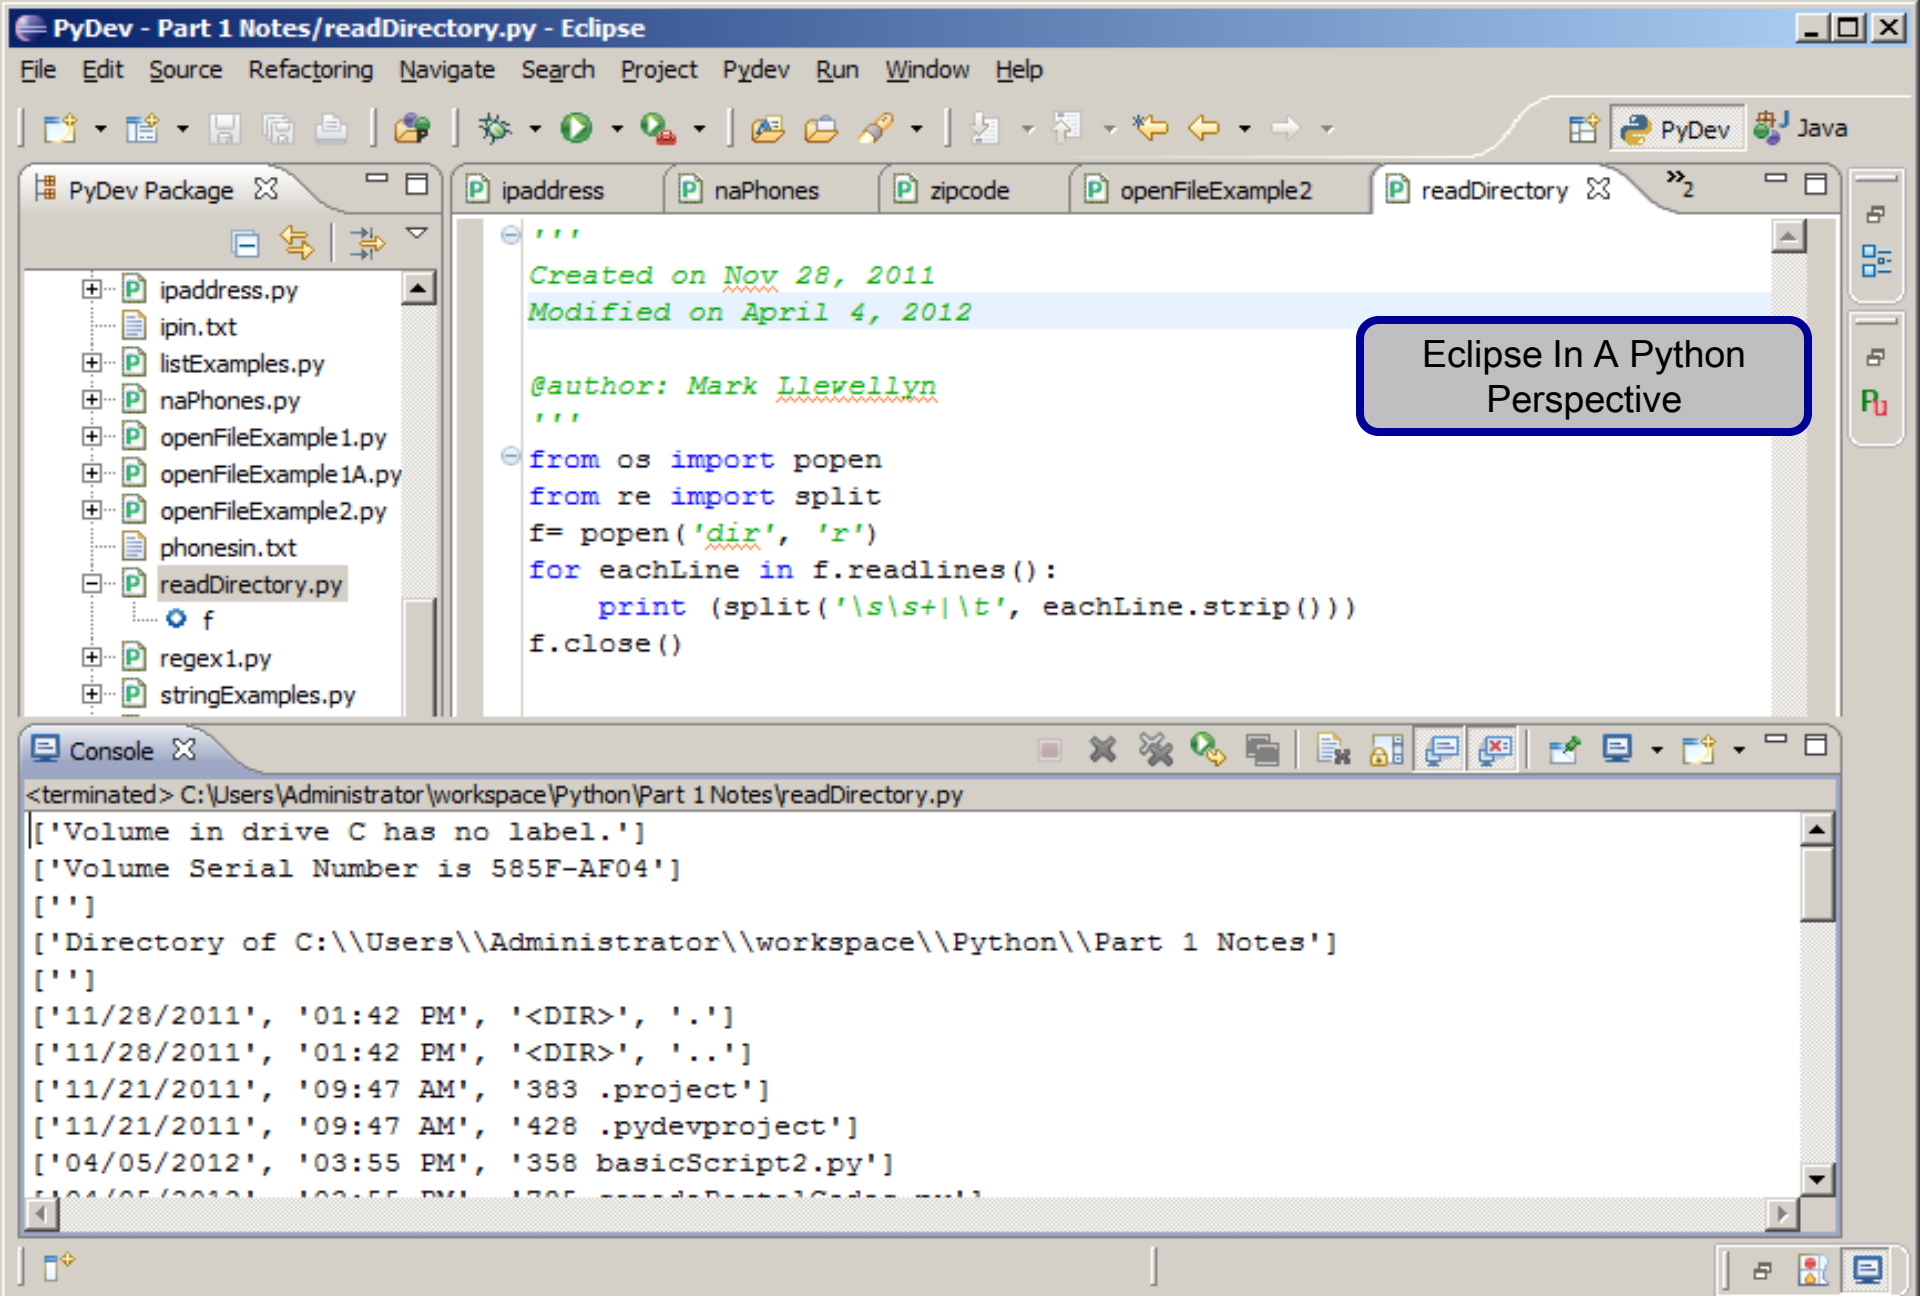 PyDev - Part 1 Notes/readDirectory.py - Eclipse
File Edit Source Refactoring Navigate Search Project Pydev Run Window Help
PyDev Java
PyDev Package
ipaddress naPhones zipcode openFileExample2 readDirectory »2
ipaddress.py
ipin.txt
listExamples.py
naPhones.py
openFileExample1.py
openFileExample1A.py
openFileExample2.py
phonesin.txt
readDirectory.py
f
regex1.py
stringExamples.py
'''
Created on Nov 28, 2011
Modified on April 4, 2012
@author: Mark Llewellyn
'''
from os import popen
from re import split
f= popen('dir', 'r')
for eachLine in f.readlines():
    print (split('\s\s+|\t', eachLine.strip()))
f.close()
Eclipse In A Python
Perspective
Console
<terminated> C:\Users\Administrator\workspace\Python\Part 1 Notes\readDirectory.py
['Volume in drive C has no label.']
['Volume Serial Number is 585F-AF04']
['']
['Directory of C:\\Users\\Administrator\\workspace\\Python\\Part 1 Notes']
['']
['11/28/2011', '01:42 PM', '<DIR>', '.']
['11/28/2011', '01:42 PM', '<DIR>', '..']
['11/21/2011', '09:47 AM', '383 .project']
['11/21/2011', '09:47 AM', '428 .pydevproject']
['04/05/2012', '03:55 PM', '358 basicScript2.py']